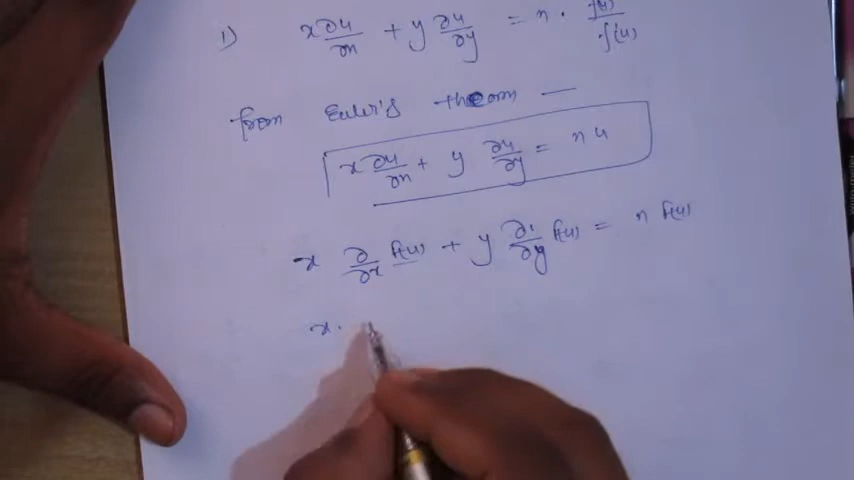 1) x ∂u/∂x + y ∂u/∂y = n · f(u)/f'(u)
from Euler's theorem —
x ∂u/∂x + y ∂u/∂y = n u
x ∂/∂x f(u) + y ∂/∂y f(u) = n f(u)
x ·